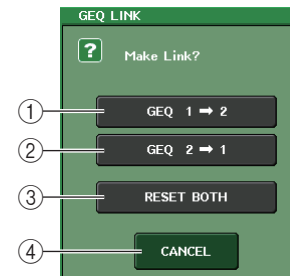 GEQ LINK
? Make Link?
① GEQ 1 ➡ 2
② GEQ 2 ➡ 1
③ RESET BOTH
④ CANCEL